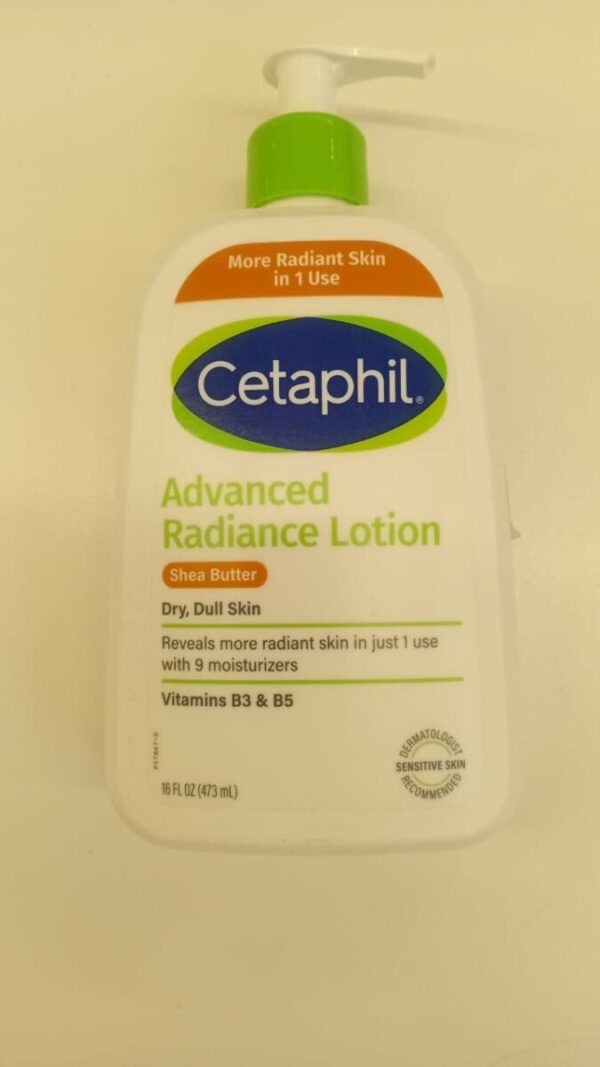 More Radiant Skin
in 1 Use
Cetaphil®
Advanced
Radiance Lotion
Shea Butter
Dry, Dull Skin
Reveals more radiant skin in just 1 use
with 9 moisturizers
Vitamins B3 & B5
16 FL OZ (473 mL)
DERMATOLOGIST
SENSITIVE SKIN
RECOMMENDED